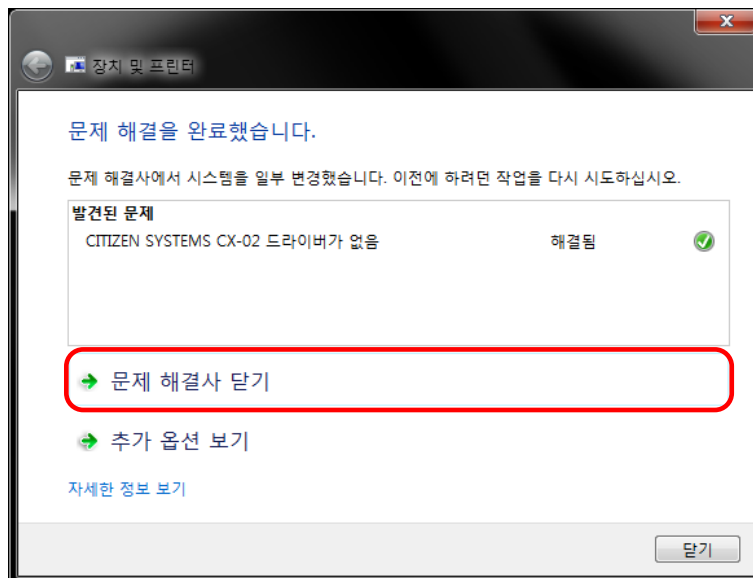 장치 및 프린터
문제 해결을 완료했습니다.
문제 해결사에서 시스템을 일부 변경했습니다. 이전에 하려던 작업을 다시 시도하십시오.
발견된 문제
CITIZEN SYSTEMS CX-02 드라이버가 없음 해결됨
문제 해결사 닫기
추가 옵션 보기
자세한 정보 보기
닫기